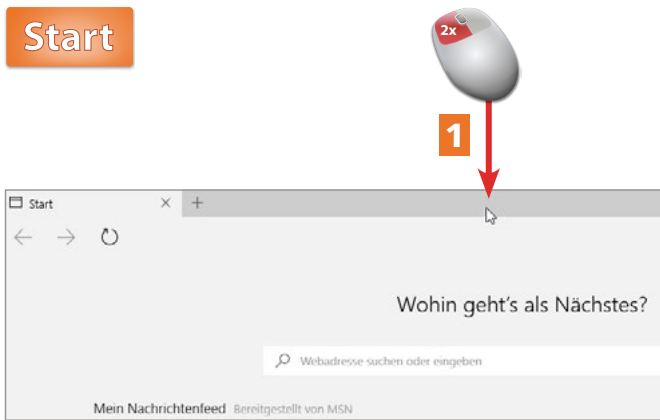 Start
2x
1
Start
Wohin geht's als Nächstes?
Webadresse suchen oder eingeben
Mein Nachrichtenfeed Bereitgestellt von MSN